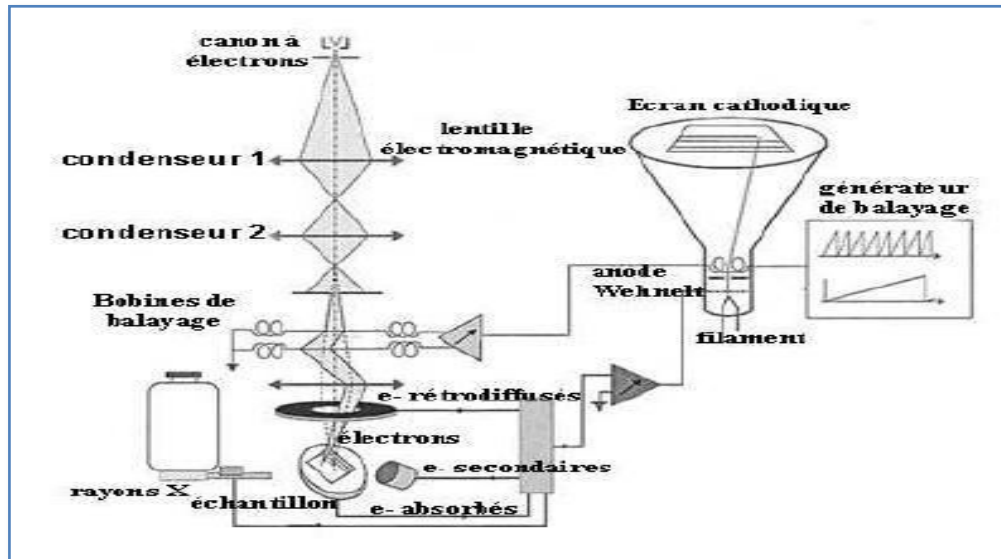 canon à
électrons
Ecran cathodique
lentille
électromagnétique
condenseur 1
générateur
de balayage
condenseur 2
anode
Wehnelt
Bobines de
balayage
filament
e- rétrodiffusés
électrons
e- secondaires
rayons X
échantillon
e- absorbés